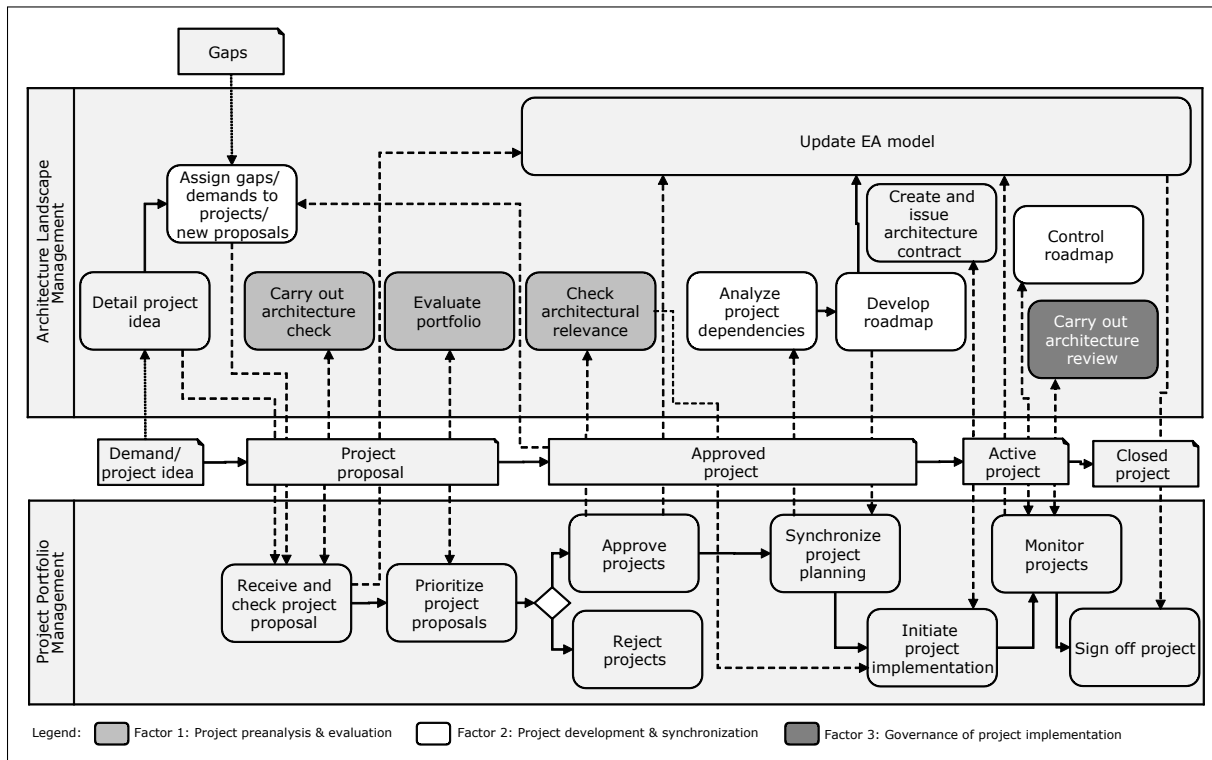 Gaps
Architecture Landscape
Management
Update EA model
Assign gaps/
demands to
projects/
new proposals
Create and
issue
architecture
contract
Control
roadmap
Detail project
idea
Carry out
architecture
check
Evaluate
portfolio
Check
architectural
relevance
Analyze
project
dependencies
Develop
roadmap
Carry out
architecture
review
Demand/
project idea
Project
proposal
Approved
project
Active
project
Closed
project
Project Portfolio
Management
Receive and
check project
proposal
Prioritize
project
proposals
Approve
projects
Reject
projects
Synchronize
project
planning
Initiate
project
implementation
Monitor
projects
Sign off project
Legend:
Factor 1: Project preanalysis & evaluation
Factor 2: Project development & synchronization
Factor 3: Governance of project implementation